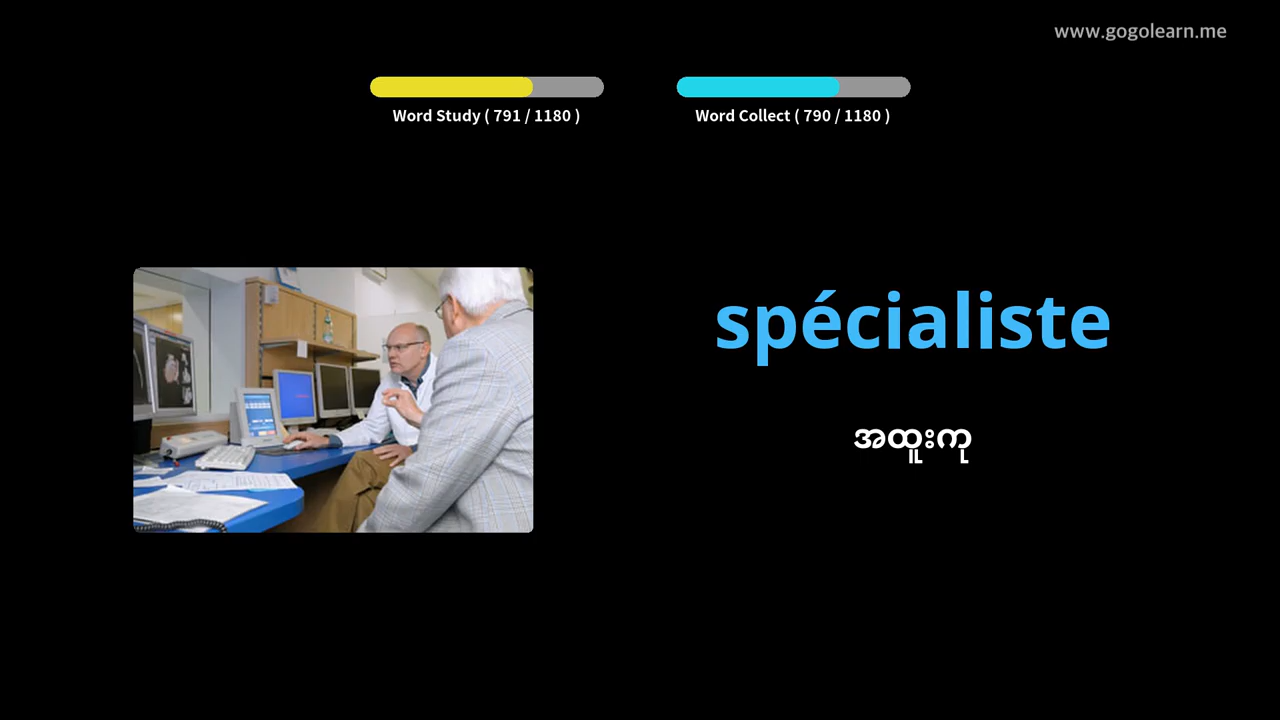 www.gogolearn.me
Word Study ( 791 / 1180 )
Word Collect ( 790 / 1180 )
spécialiste
အထူးကု